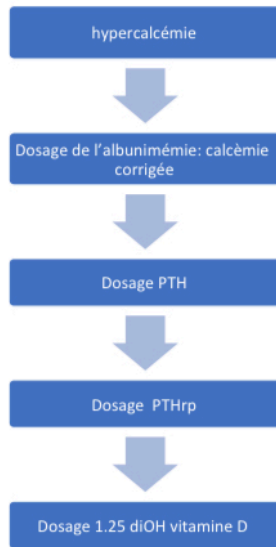 hypercalcémie
Dosage de l'albunimémie: calcèmie
corrigée
Dosage PTH
Dosage PTHrp
Dosage 1.25 diOH vitamine D